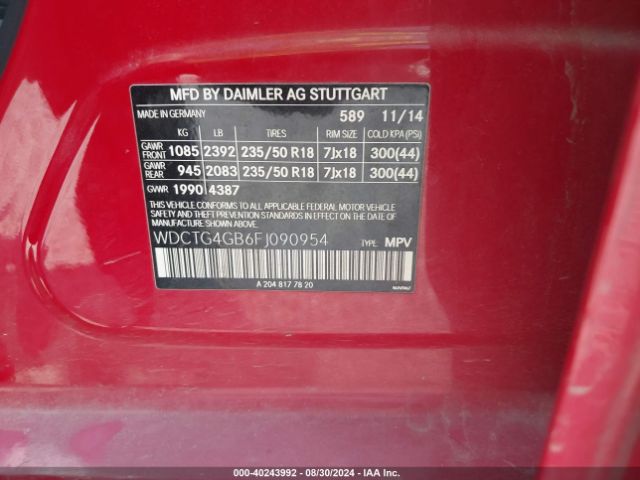 MFD BY DAIMLER AG STUTTGART
MADE IN GERMANY 589 11/14
KG LB TIRES RIM SIZE COLD KPA (PSI)
GAWR FRONT 1085 2392 235/50 R18 7Jx18 300(44)
GAWR REAR 945 2083 235/50 R18 7Jx18 300(44)
GVWR 1990 4387
THIS VEHICLE CONFORMS TO ALL APPLICABLE FEDERAL MOTOR VEHICLE
SAFETY AND THEFT PREVENTION STANDARDS IN EFFECT ON THE DATE
OF MANUFACTURE SHOWN ABOVE.
WDCTG4GB6FJ090954 TYPE MPV
A 204 817 78 20
000-40243992 - 08/30/2024 - IAA Inc.